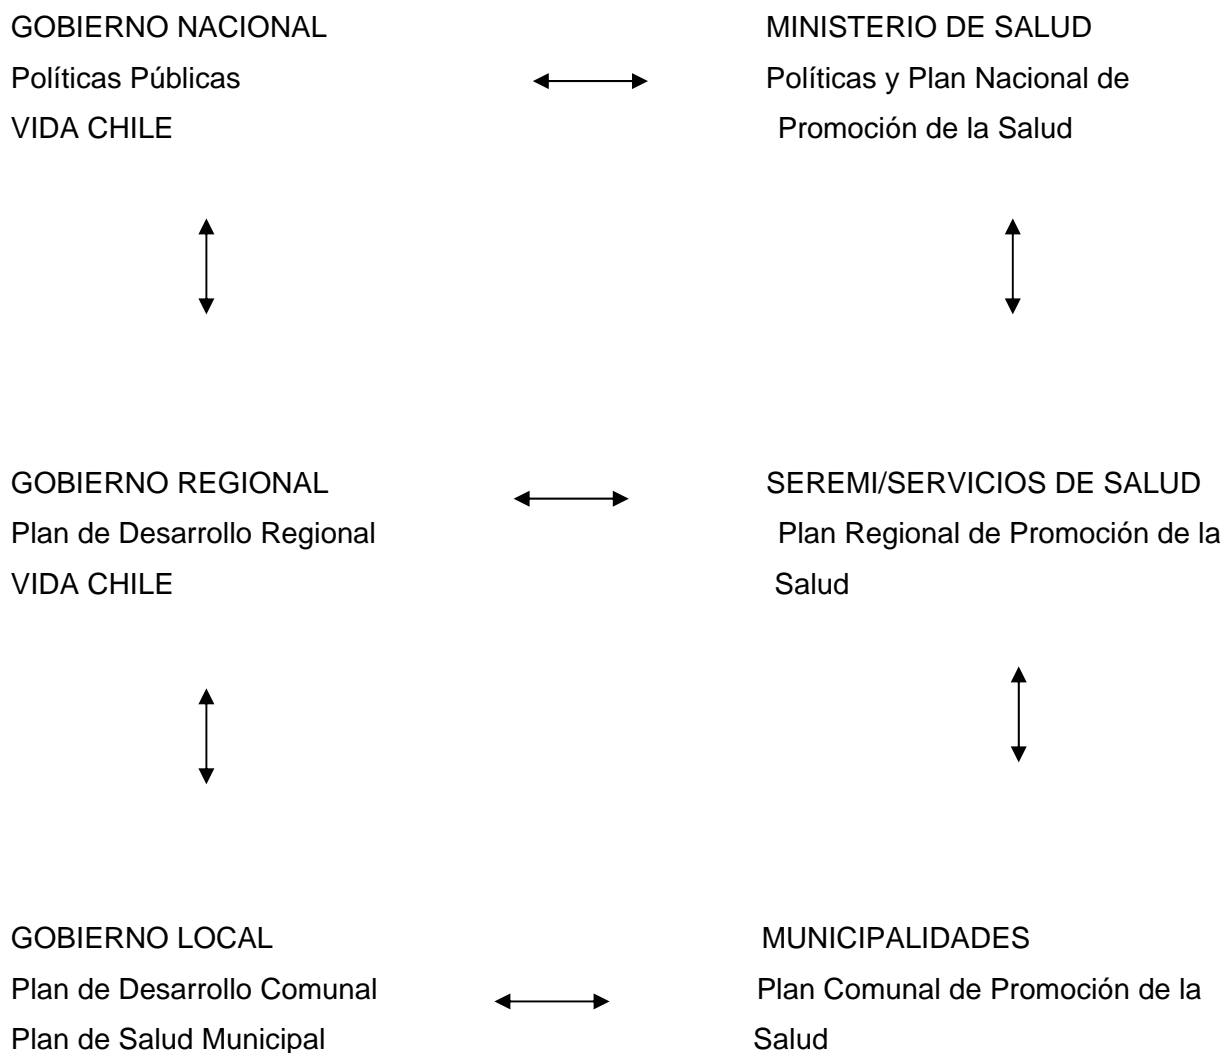 GOBIERNO NACIONAL
Políticas Públicas
VIDA CHILE
MINISTERIO DE SALUD
Políticas y Plan Nacional de
Promoción de la Salud
GOBIERNO REGIONAL
Plan de Desarrollo Regional
VIDA CHILE
SEREMI/SERVICIOS DE SALUD
Plan Regional de Promoción de la
Salud
GOBIERNO LOCAL
Plan de Desarrollo Comunal
Plan de Salud Municipal
MUNICIPALIDADES
Plan Comunal de Promoción de la
Salud